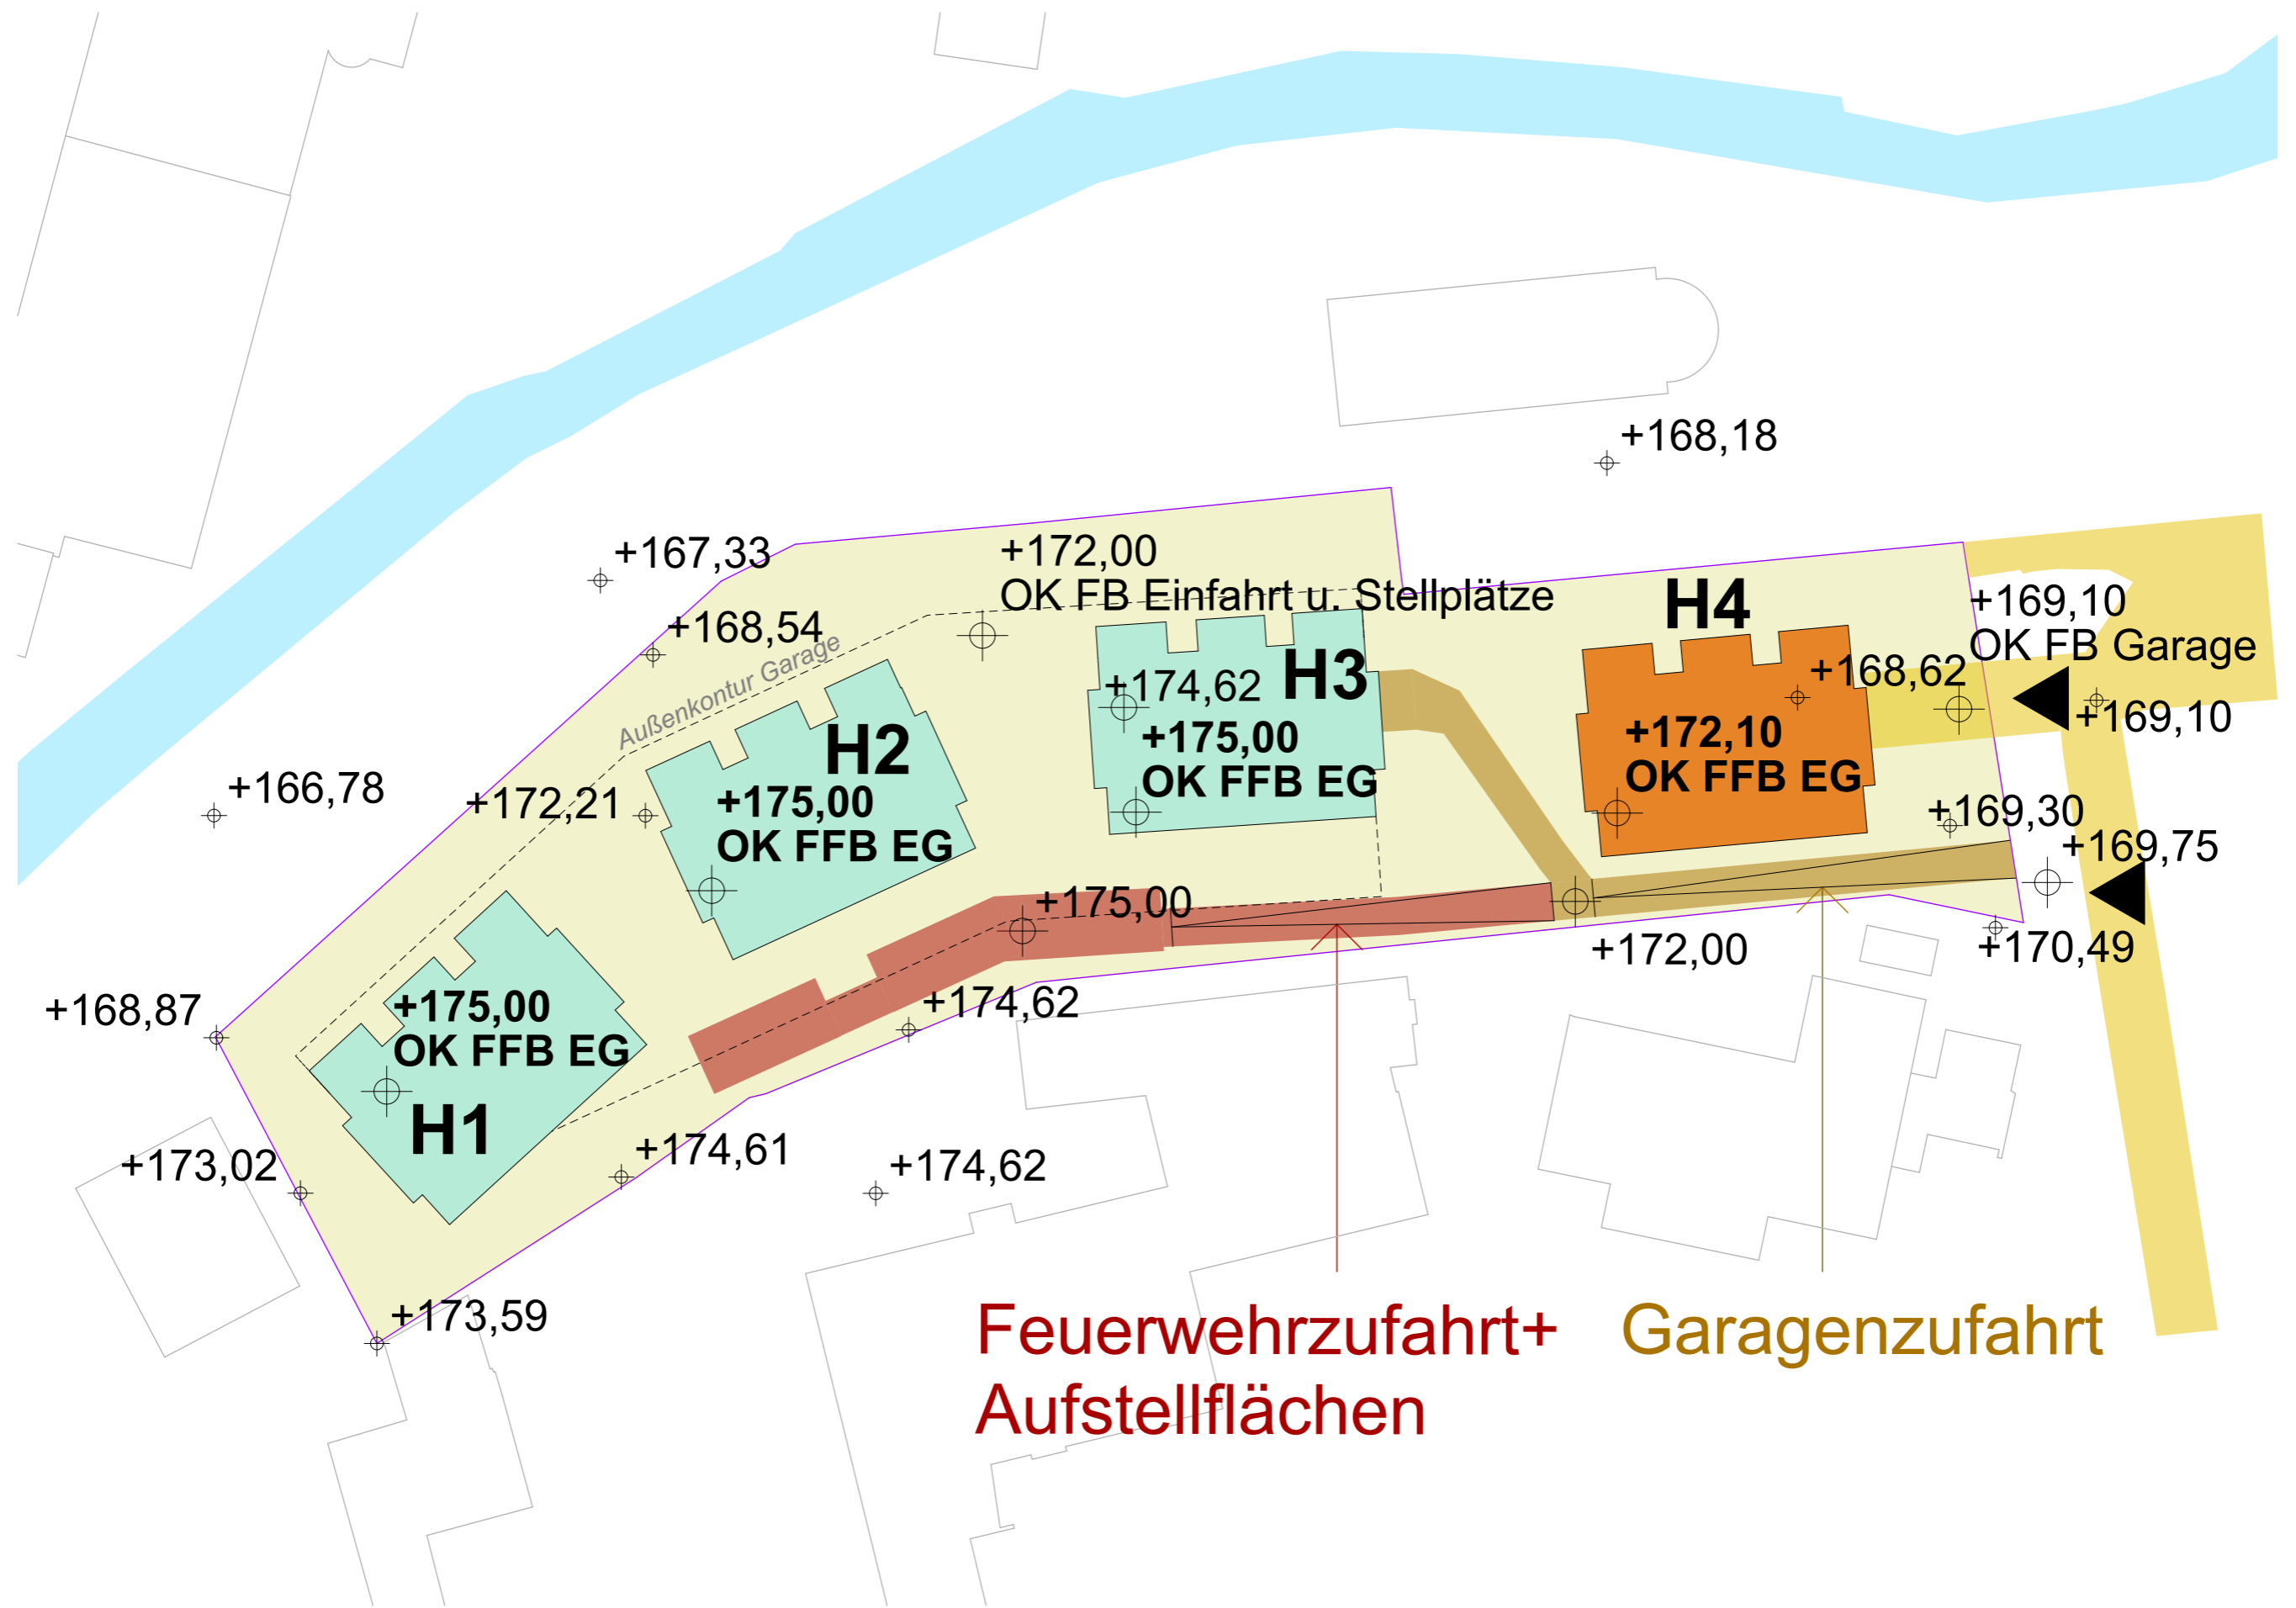 +168,18
+167,33
+172,00
OK FB Einfahrt u. Stellplätze
H4
+169,10
OK FB Garage
+168,54
Außenkontur Garage
H3
+174,62
+168,62
+169,10
H2
+175,00
OK FFB EG
+172,10
OK FFB EG
+166,78
+172,21
+175,00
OK FFB EG
+169,30
+169,75
+175,00
+172,00
+170,49
+168,87
+175,00
OK FFB EG
H1
+174,62
+173,02
+174,61
+174,62
+173,59
Feuerwehrzufahrt+
Aufstellflächen
Garagenzufahrt